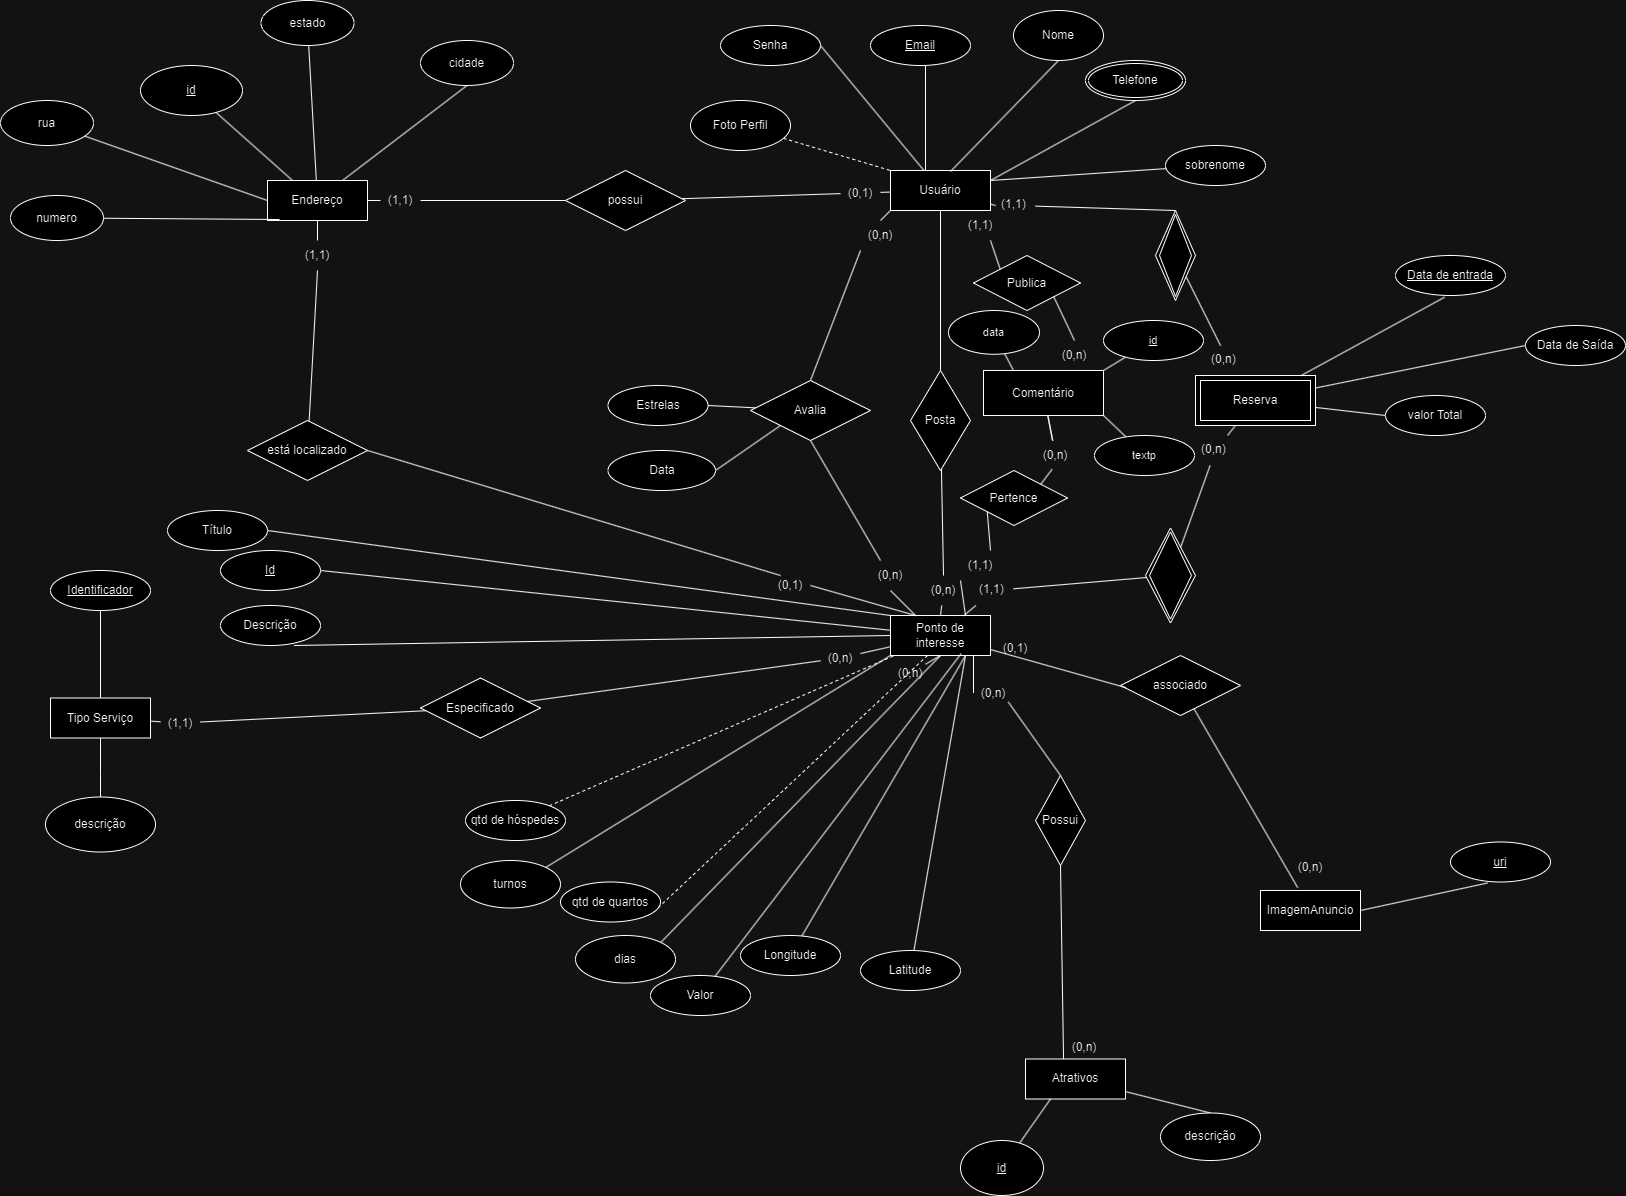 estado
cidade
id
rua
numero
Endereço
(1,1)
(1,1)
possui
Senha
Email
Nome
Telefone
Foto Perfil
sobrenome
(0,1)
Usuário
(1,1)
(0,n)
(1,1)
Publica
data
id
(0,n)
(0,n)
Data de entrada
Data de Saída
valor Total
Reserva
Comentário
Estrelas
Avalia
Posta
Data
está localizado
(0,n)
textp
(0,n)
Pertence
Título
Id
Identificador
Descrição
(0,1)
(0,n)
(0,n)
(1,1)
(1,1)
Ponto de
interesse
(0,n)
(0,n)
(0,1)
associado
(0,n)
Tipo Serviço
(1,1)
Especificado
descrição
qtd de hóspedes
turnos
qtd de quartos
dias
Valor
Longitude
Latitude
Possui
(0,n)
uri
ImagemAnuncio
(0,n)
Atrativos
descrição
id